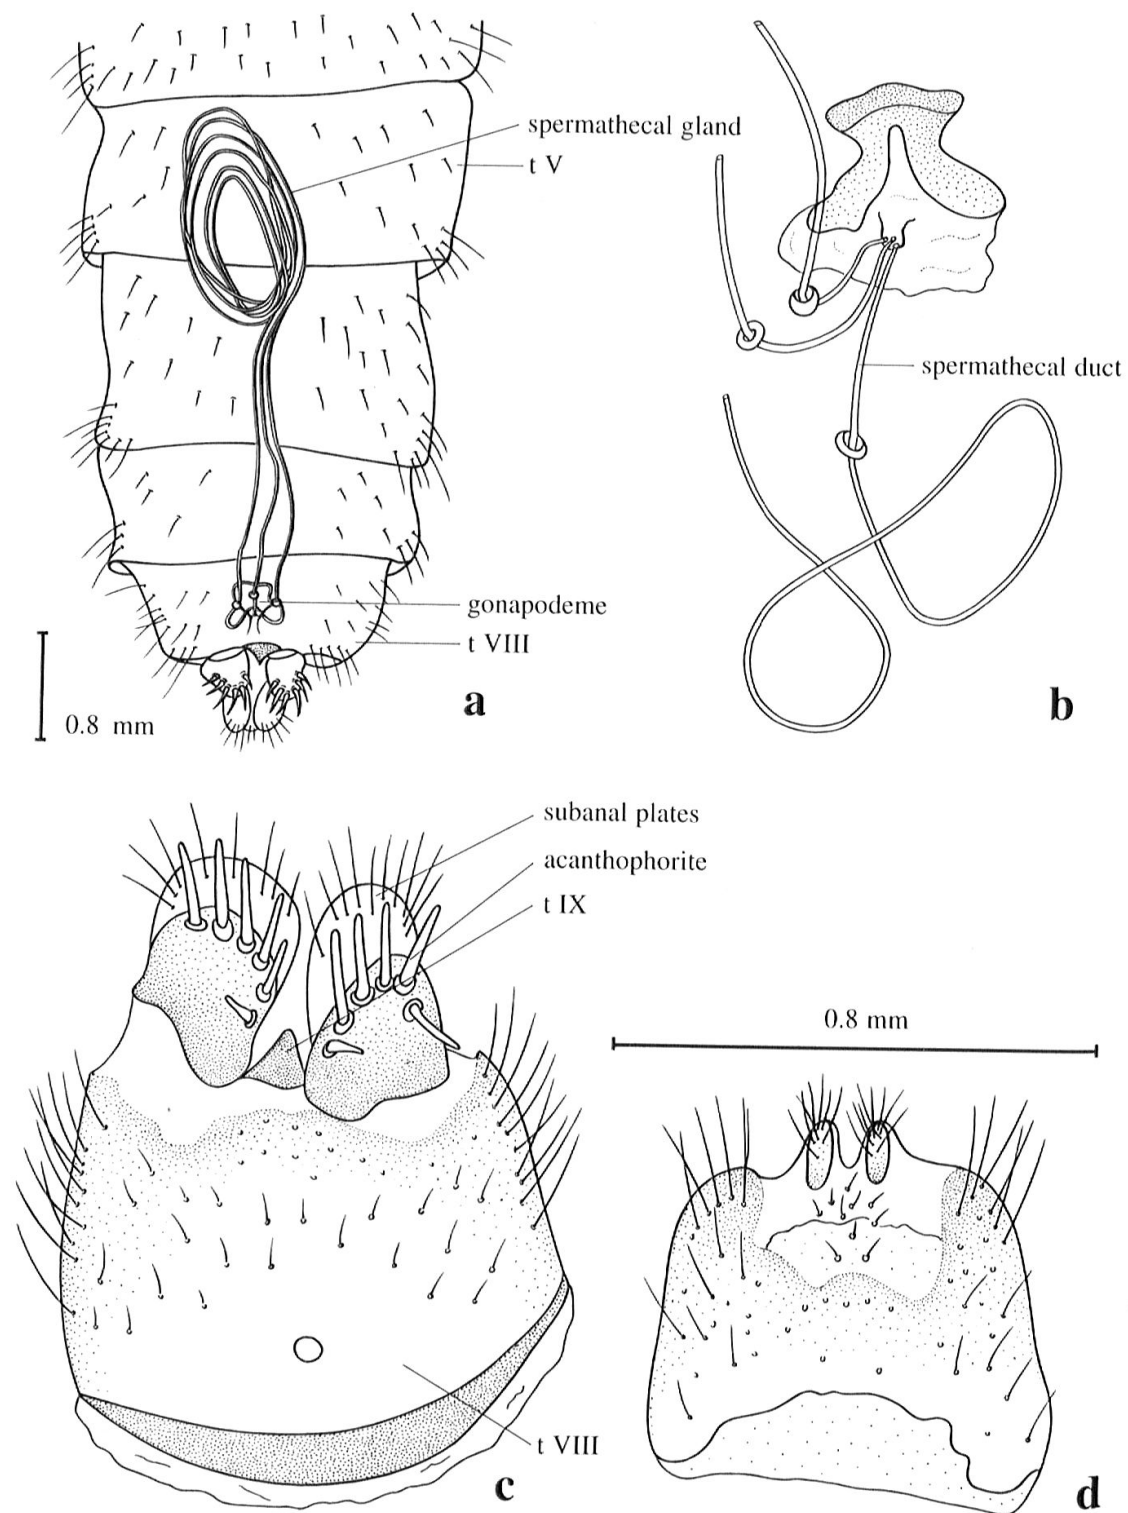 spermathecal gland
t V
gonapodeme
t VIII
0.8 mm
a
spermathecal duct
b
subanal plates
acanthophorite
t IX
t VIII
c
0.8 mm
d